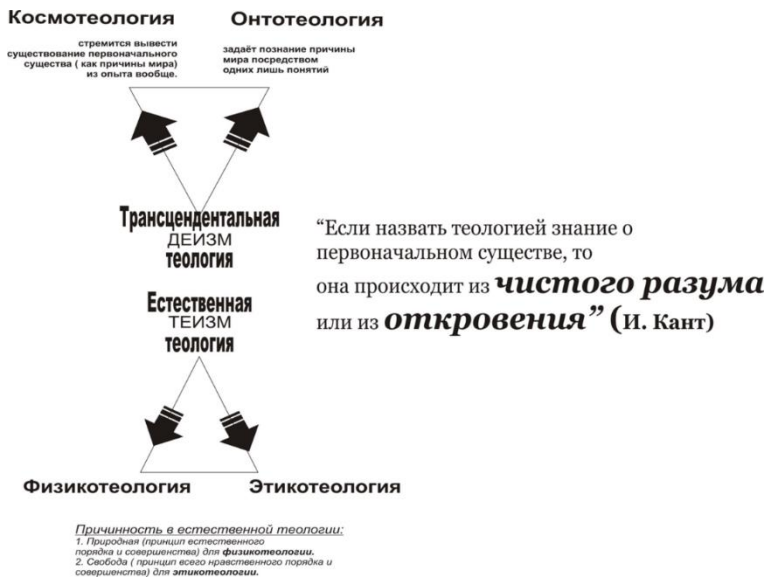 Космотеология
стремится вывести
существование первоначального
существа ( как причины мира)
из опыта вообще.
Онтотеология
задаёт познание причины
мира посредством
одних лишь понятий
Трансцендентальная
ДЕИЗМ
теология
Естественная
ТЕИЗМ
теология
“Если назвать теологией знание о
первоначальном существе, то
она происходит из чистого разума
или из откровения” (И. Кант)
Физикотеология
Этикотеология
Причинность в естественной теологии:
1. Природная (принцип естественного
порядка и совершенства) для физикотеологии.
2. Свобода ( принцип всего нравственного порядка и
совершенства) для этикотеологии.